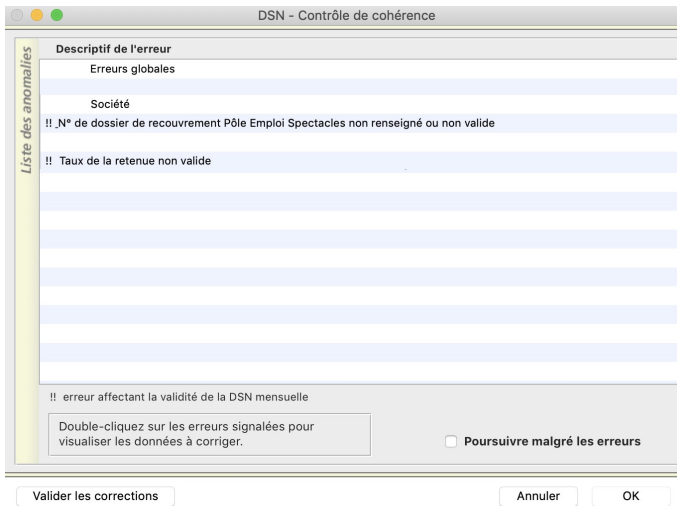 DSN - Contrôle de cohérence
Liste des anomalies
Descriptif de l'erreur
Erreurs globales
Société
!! _N° de dossier de recouvrement Pôle Emploi Spectacles non renseigné ou non valide
!! Taux de la retenue non valide
!! erreur affectant la validité de la DSN mensuelle
Double-cliquez sur les erreurs signalées pour
visualiser les données à corriger.
Poursuivre malgré les erreurs
Valider les corrections
Annuler
OK